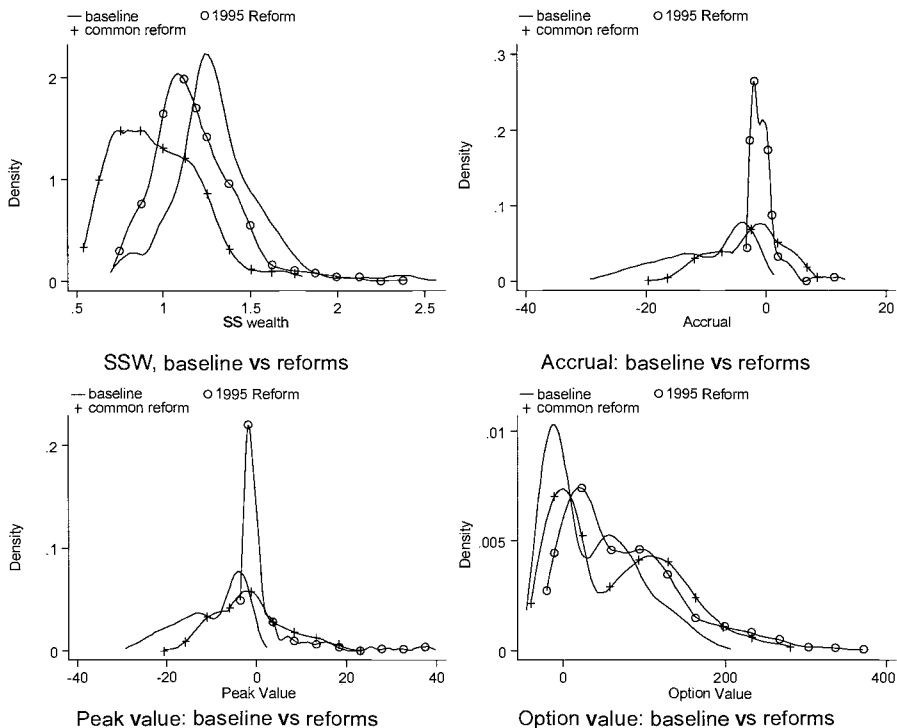 baseline
1995 Reform
common reform
2
1
0
Density
.5
1
1.5
2
2.5
SS wealth
SSW, baseline vs reforms
baseline
1995 Reform
common reform
.3
.2
.1
0
Density
-40
-20
0
20
Accrual
Accrual: baseline vs reforms
baseline
1995 Reform
common reform
.2
.1
0
Density
-40
-20
0
20
40
Peak Value
Peak value: baseline vs reforms
baseline
1995 Reform
common reform
.01
.005
0
Density
0
200
400
Option Value
Option value: baseline vs reforms